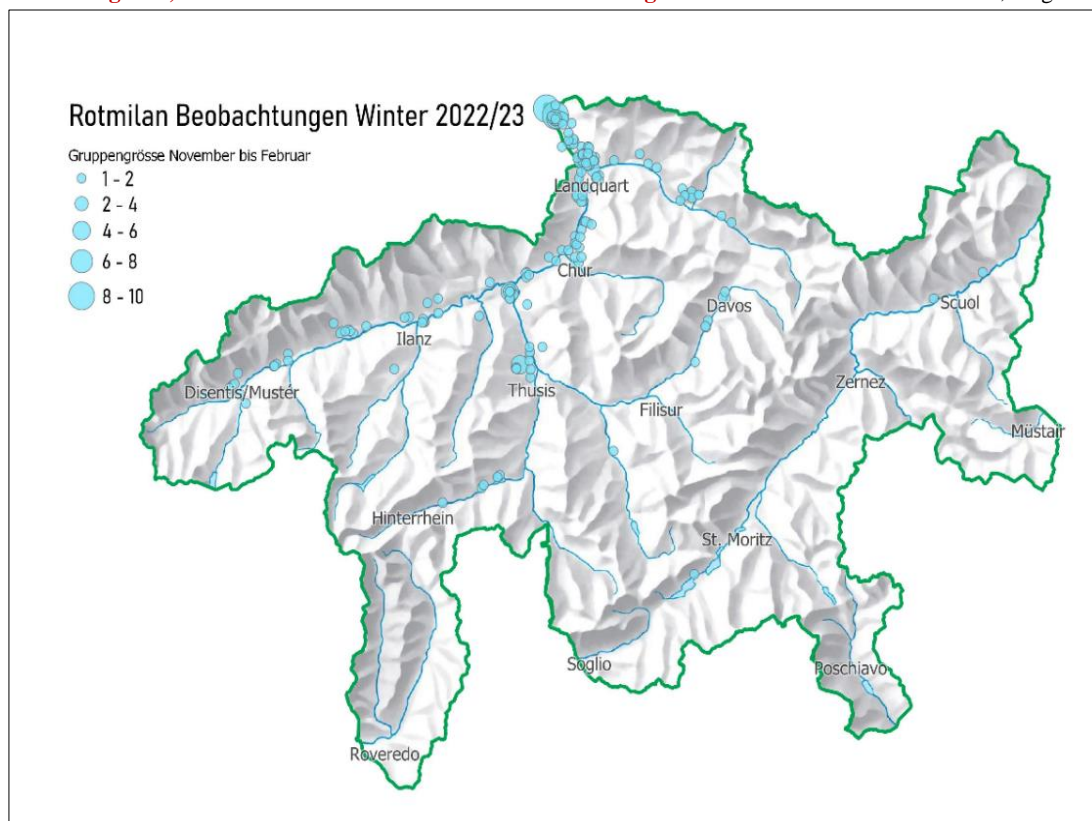 Rotmilan Beobachtungen Winter 2022/23
Gruppengrösse November bis Februar
1 - 2
2 - 4
4 - 6
6 - 8
8 - 10
Landquart
Chur
Davos
Scuol
Ilanz
Disentis/Mustér
Thusis
Filisur
Zernez
Müstair
Hinterrhein
St. Moritz
Soglio
Poschiavo
Roveredo